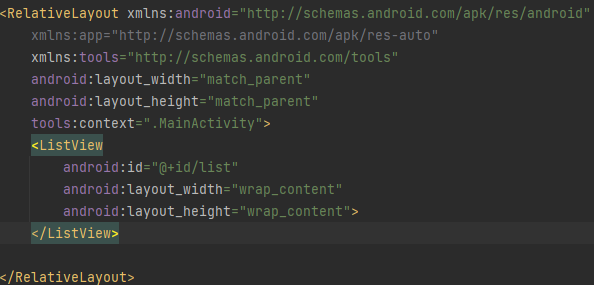 <RelativeLayout xmlns:android="http://schemas.android.com/apk/res/android"
    xmlns:app="http://schemas.android.com/apk/res-auto"
    xmlns:tools="http://schemas.android.com/tools"
    android:layout_width="match_parent"
    android:layout_height="match_parent"
    tools:context=".MainActivity">
    <ListView
        android:id="@+id/list"
        android:layout_width="wrap_content"
        android:layout_height="wrap_content">
    </ListView>
</RelativeLayout>